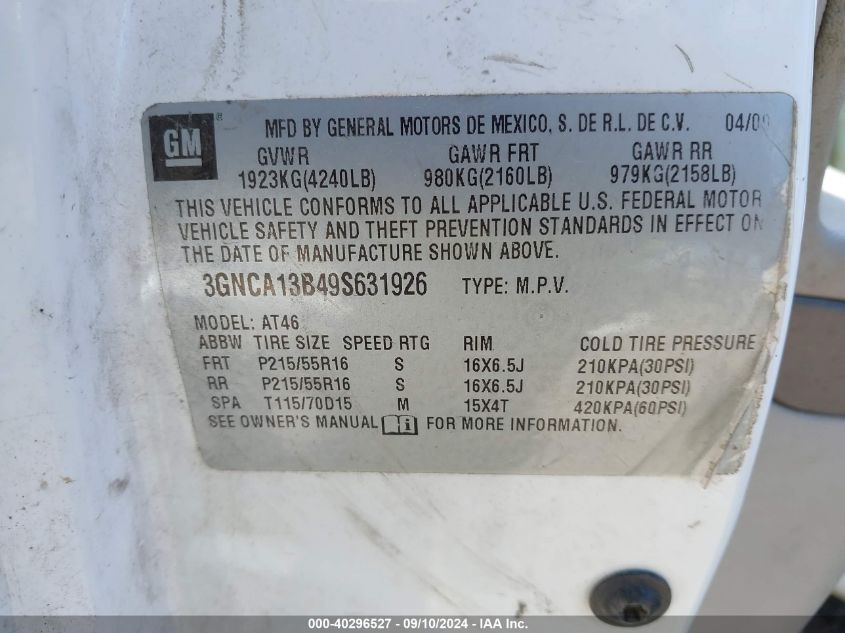 GM ®
MFD BY GENERAL MOTORS DE MEXICO, S. DE R.L. DE C.V. 04/0
GVWR GAWR FRT GAWR RR
1923KG(4240LB) 980KG(2160LB) 979KG(2158LB)
THIS VEHICLE CONFORMS TO ALL APPLICABLE U.S. FEDERAL MOTOR
VEHICLE SAFETY AND THEFT PREVENTION STANDARDS IN EFFECT ON
THE DATE OF MANUFACTURE SHOWN ABOVE.
3GNCA13B49S631926 TYPE: M.P.V.
MODEL: AT46
ABBW TIRE SIZE SPEED RTG RIM COLD TIRE PRESSURE
FRT P215/55R16 S 16X6.5J 210KPA(30PSI)
RR P215/55R16 S 16X6.5J 210KPA(30PSI)
SPA T115/70D15 M 15X4T 420KPA(60PSI)
SEE OWNER'S MANUAL FOR MORE INFORMATION.
000-40296527 - 09/10/2024 - IAA Inc.